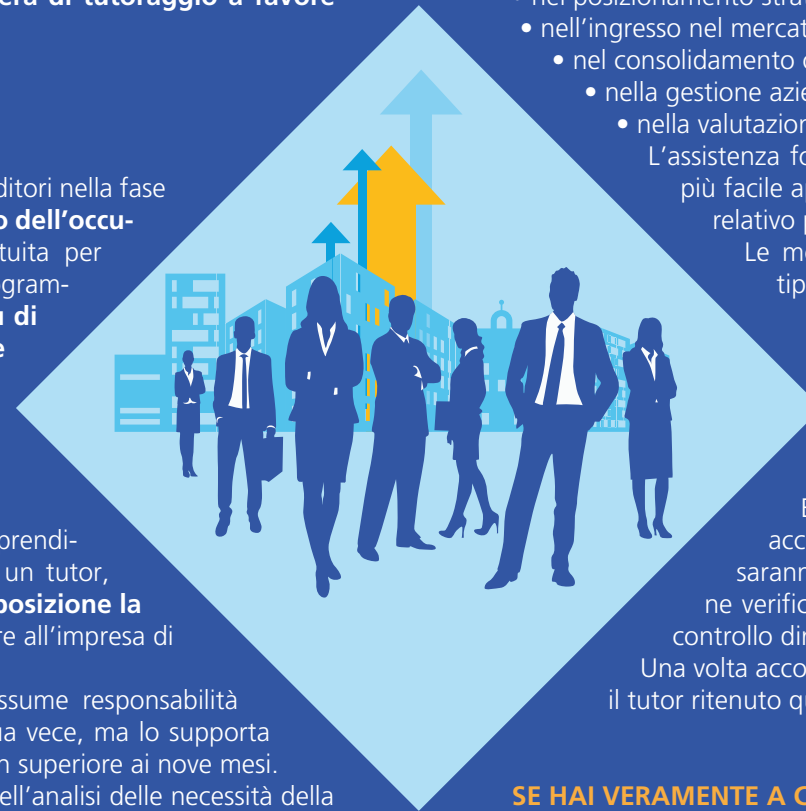 era di tutoraggio a favore
ditori nella fase
o dell’occu-
tuita per
ogram-
di
e
prendi-
un tutor,
posizione la
re all’impresa di
ssume responsabilità
ua vece, ma lo supporta
n superiore ai nove mesi.
ell’analisi delle necessità della
• nel posizionamento stra
• nell’ingresso nel mercat
• nel consolidamento
• nella gestione azie
• nella valutazion
L’assistenza fo
più facile a
relativo p
Le m
tip
E
acc
sarann
ne verific
controllo dir
Una volta acco
il tutor ritenuto qu
SE HAI VERAMENTE A C